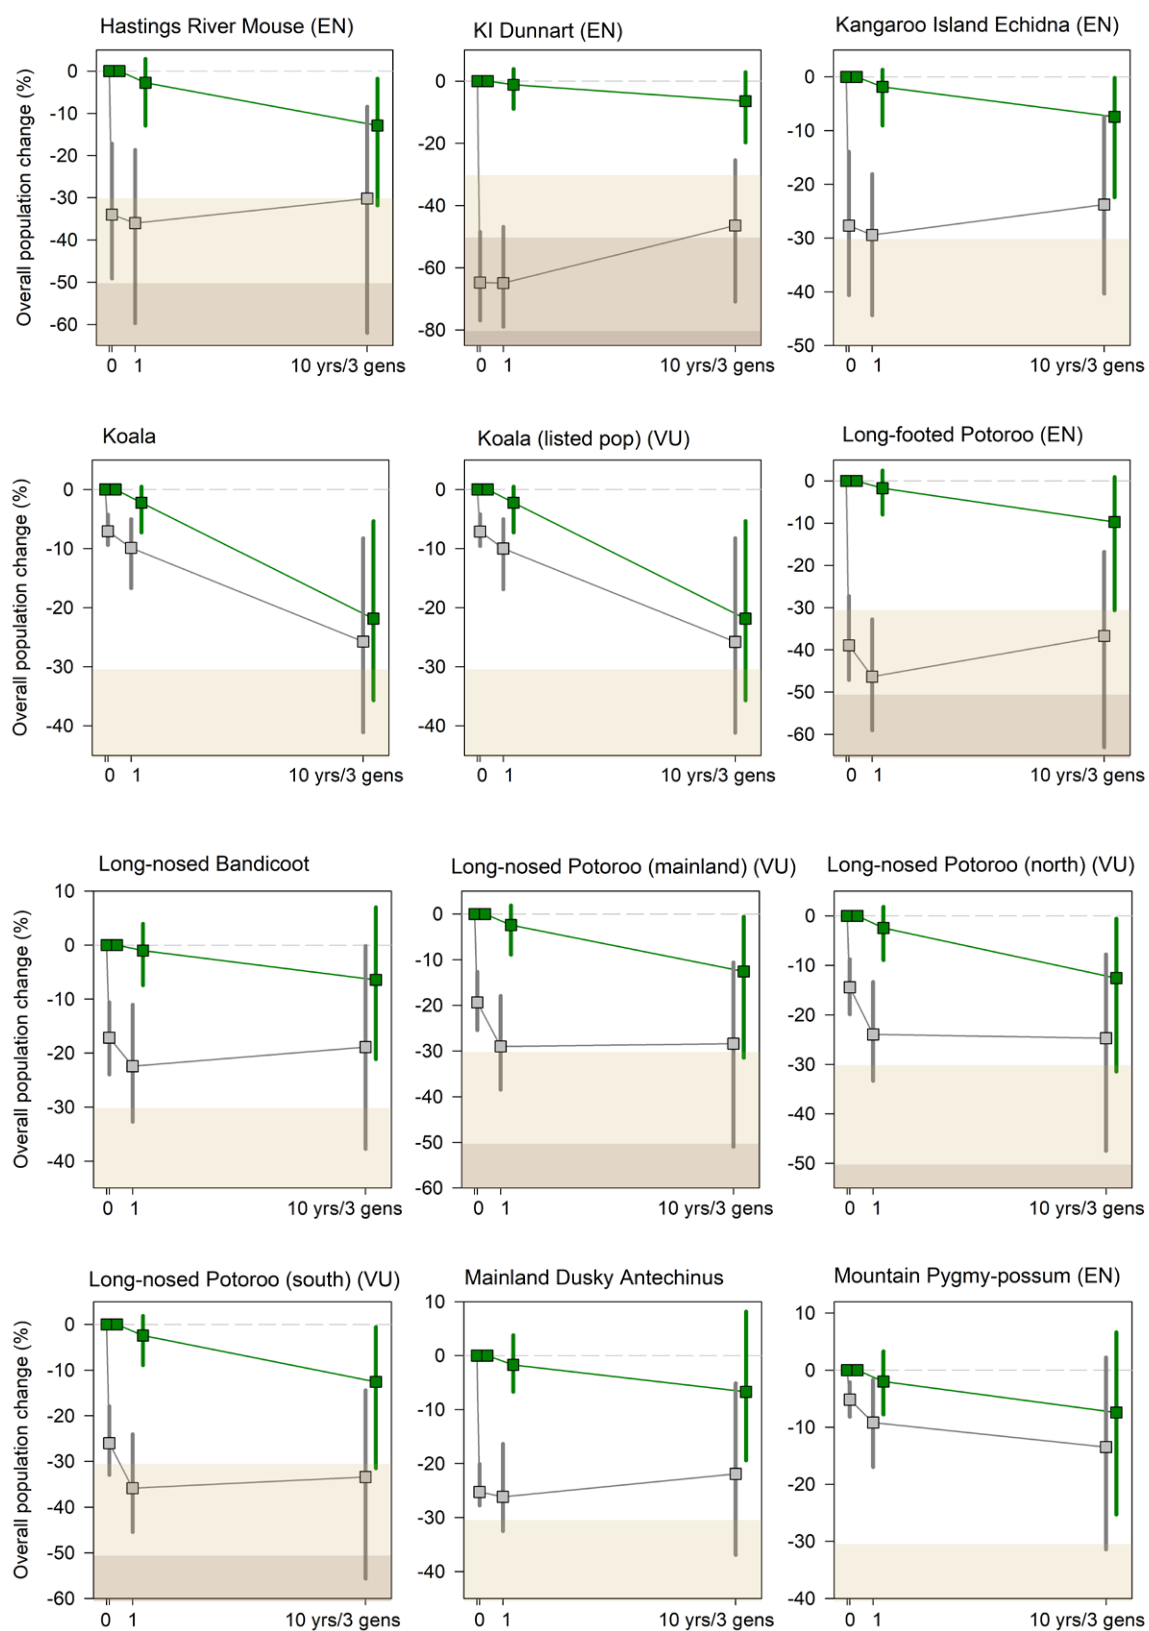 Hastings River Mouse (EN)
KI Dunnart (EN)
Kangaroo Island Echidna (EN)
Overall population change (%)
0
-10
-20
-30
-40
-50
-60
0 1 10 yrs/3 gens
0
-20
-40
-60
-80
0 1 10 yrs/3 gens
0
-10
-20
-30
-40
-50
0 1 10 yrs/3 gens
Koala
Koala (listed pop) (VU)
Long-footed Potoroo (EN)
Overall population change (%)
0
-10
-20
-30
-40
0 1 10 yrs/3 gens
0
-10
-20
-30
-40
0 1 10 yrs/3 gens
0
-10
-20
-30
-40
-50
-60
0 1 10 yrs/3 gens
Long-nosed Bandicoot
Long-nosed Potoroo (mainland) (VU)
Long-nosed Potoroo (north) (VU)
Overall population change (%)
10
0
-10
-20
-30
-40
0 1 10 yrs/3 gens
0
-10
-20
-30
-40
-50
-60
0 1 10 yrs/3 gens
0
-10
-20
-30
-40
-50
0 1 10 yrs/3 gens
Long-nosed Potoroo (south) (VU)
Mainland Dusky Antechinus
Mountain Pygmy-possum (EN)
Overall population change (%)
0
-10
-20
-30
-40
-50
-60
0 1 10 yrs/3 gens
10
0
-10
-20
-30
-40
0 1 10 yrs/3 gens
10
0
-10
-20
-30
-40
0 1 10 yrs/3 gens